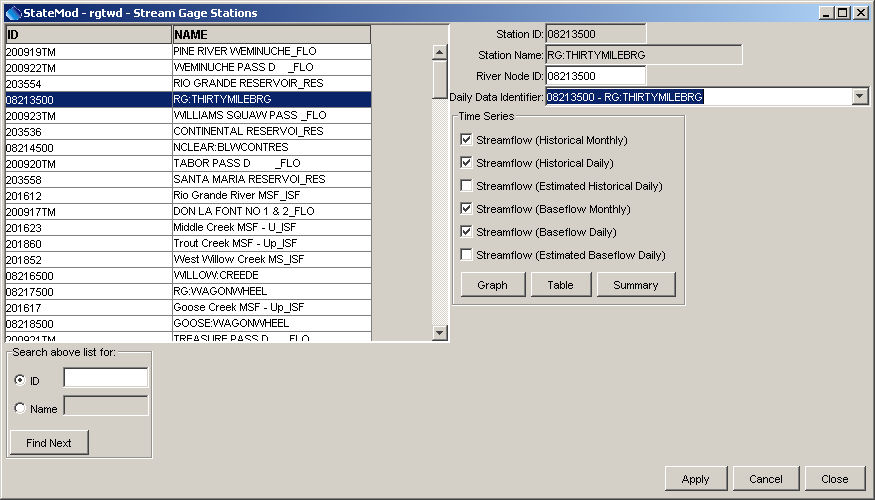 StateMod - rgtwd - Stream Gage Stations
ID NAME
200919TM PINE RIVER WEMINUCHE_FLO
200922TM WEMINUCHE PASS D _FLO
203554 RIO GRANDE RESERVOIR_RES
08213500 RG:THIRTYMILEBRG
200923TM WILLIAMS SQUAW PASS _FLO
203536 CONTINENTAL RESERVOI_RES
08214500 NCLEAR:BLWCONTRES
200920TM TABOR PASS D _FLO
203558 SANTA MARIA RESERVOI_RES
201612 Rio Grande River MSF_ISF
200917TM DON LA FONT NO 1 & 2_FLO
201623 Middle Creek MSF - U_ISF
201860 Trout Creek MSF - Up_ISF
201852 West Willow Creek MS_ISF
08216500 WILLOW:CREEDE
08217500 RG:WAGONWHEEL
201617 Goose Creek MSF - Up_ISF
08218500 GOOSE:WAGONWHEEL
200921TM TREASURE PASS D _FLO
Search above list for:
ID
Name
Find Next
Station ID: 08213500
Station Name: RG:THIRTYMILEBRG
River Node ID: 08213500
Daily Data Identifier: 08213500 - RG:THIRTYMILEBRG
Time Series
Streamflow (Historical Monthly)
Streamflow (Historical Daily)
Streamflow (Estimated Historical Daily)
Streamflow (Baseflow Monthly)
Streamflow (Baseflow Daily)
Streamflow (Estimated Baseflow Daily)
Graph Table Summary
Apply Cancel Close